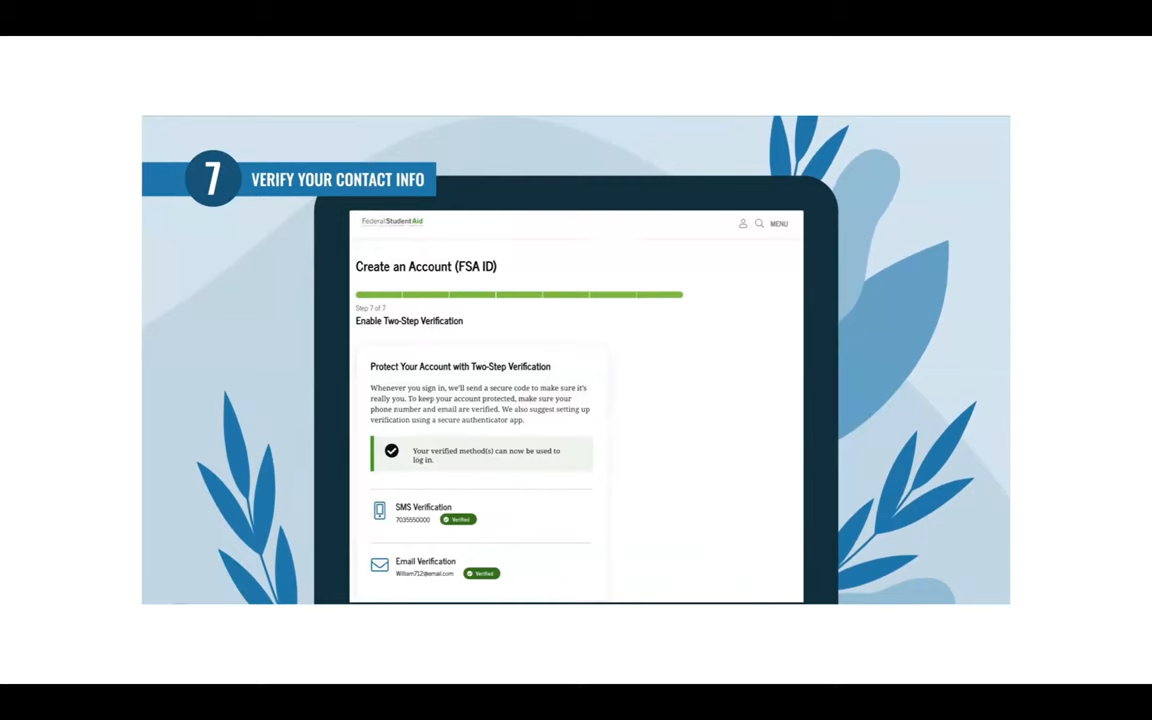 7
VERIFY YOUR CONTACT INFO
Federal Student Aid
MENU
Create an Account (FSA ID)
Step 7 of 7
Enable Two-Step Verification
Protect Your Account with Two-Step Verification
Whenever you sign in, we'll send a secure code to make sure it's
really you. To keep your account protected, make sure your
phone number and email are verified. We also suggest setting up
verification using a secure authenticator app.
Your verified method(s) can now be used to
log in.
SMS Verification
7035550000 Verified
Email Verification
William712@email.com Verified